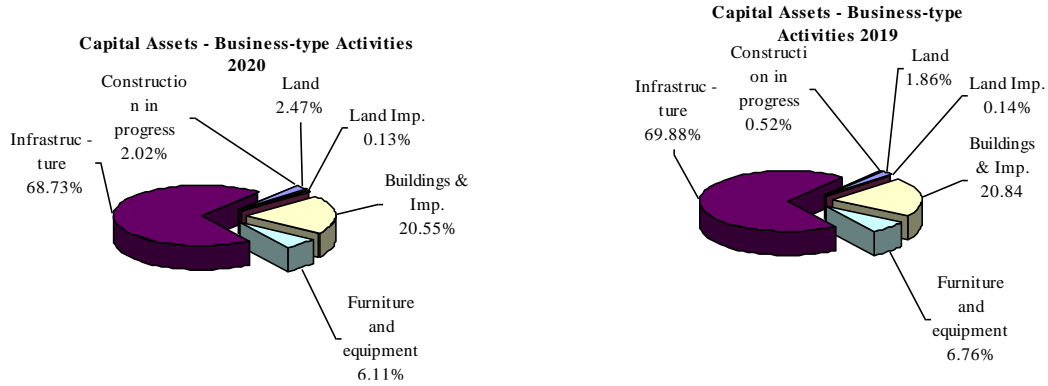 Capital Assets - Business-type Activities
2020
Constructio
n in
progress
2.02%
Land
2.47%
Land Imp.
0.13%
Infrastruc -
ture
68.73%
Buildings &
Imp.
20.55%
Furniture
and
equipment
6.11%
Capital Assets - Business-type
Activities 2019
Constructi
on in
progress
0.52%
Land
1.86%
Land Imp.
0.14%
Infrastruc -
ture
69.88%
Buildings
& Imp.
20.84
Furniture
and
equipment
6.76%